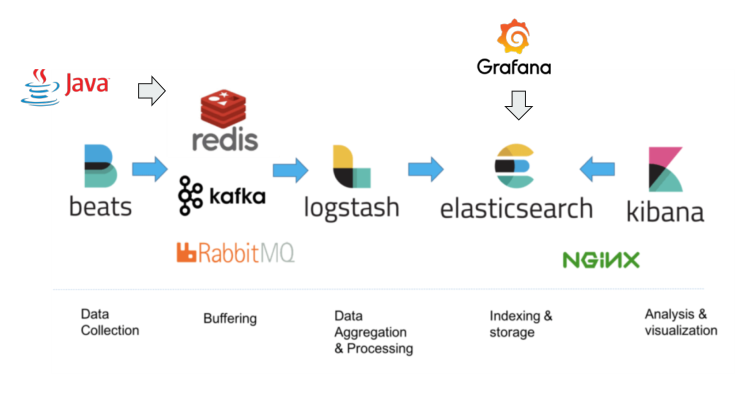 Grafana
Java
redis
beats
kafka
logstash
elasticsearch
kibana
RabbitMQ
NGiNX
Data
Collection
Buffering
Data
Aggregation
& Processing
Indexing &
storage
Analysis &
visualization